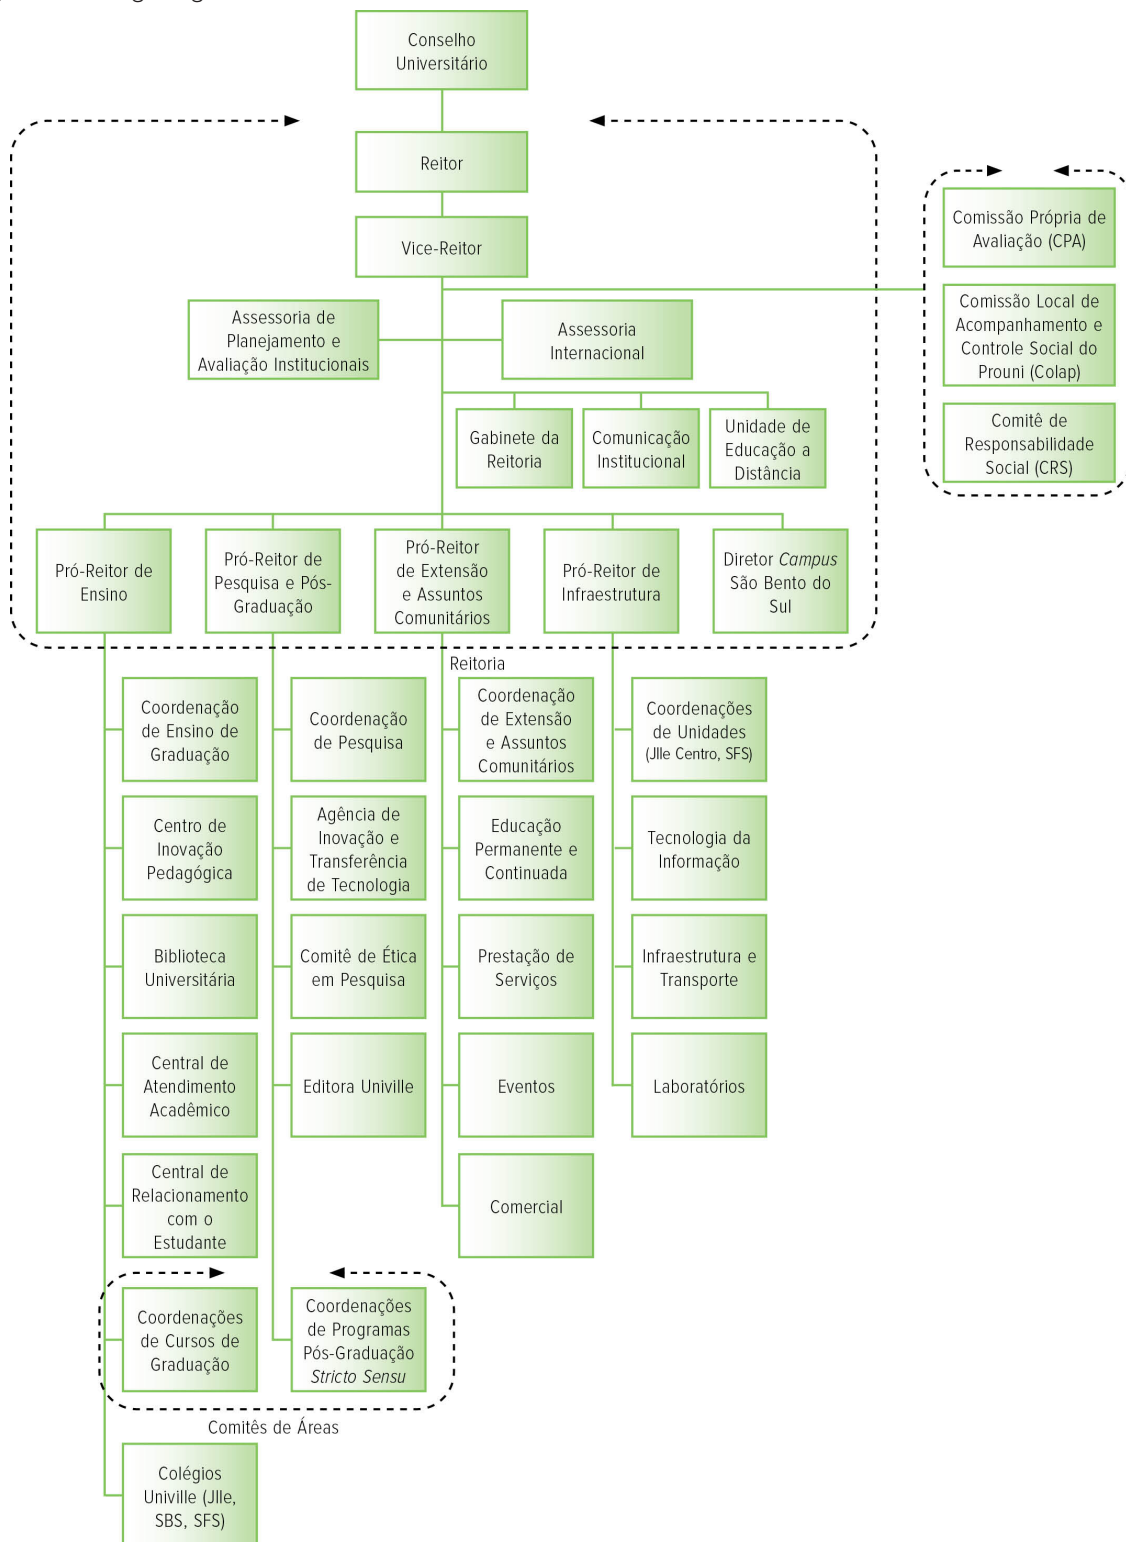 Conselho
Universitário
Reitor
Vice-Reitor
Comissão Própria de
Avaliação (CPA)
Comissão Local de
Acompanhamento e
Controle Social do
Prouni (Colap)
Comitê de
Responsabilidade
Social (CRS)
Assessoria de
Planejamento e
Avaliação Institucionais
Assessoria
Internacional
Gabinete da
Reitoria
Comunicação
Institucional
Unidade de
Educação a
Distância
Pró-Reitor de
Ensino
Pró-Reitor de
Pesquisa e Pós-
Graduação
Pró-Reitor
de Extensão
e Assuntos
Comunitários
Pró-Reitor de
Infraestrutura
Diretor Campus
São Bento do
Sul
Reitoria
Coordenação
de Ensino de
Graduação
Centro de
Inovação
Pedagógica
Biblioteca
Universitária
Central de
Atendimento
Acadêmico
Central de
Relacionamento
com o
Estudante
Coordenações
de Cursos de
Graduação
Colégios
Univille (Jlle,
SBS, SFS)
Coordenação
de Pesquisa
Agência de
Inovação e
Transferência
de Tecnologia
Comitê de Ética
em Pesquisa
Editora Univille
Coordenações
de Programas
Pós-Graduação
Stricto Sensu
Comitês de Áreas
Coordenação
de Extensão
e Assuntos
Comunitários
Educação
Permanente e
Continuada
Prestação de
Serviços
Eventos
Comercial
Coordenações
de Unidades
(Jlle Centro, SFS)
Tecnologia da
Informação
Infraestrutura e
Transporte
Laboratórios